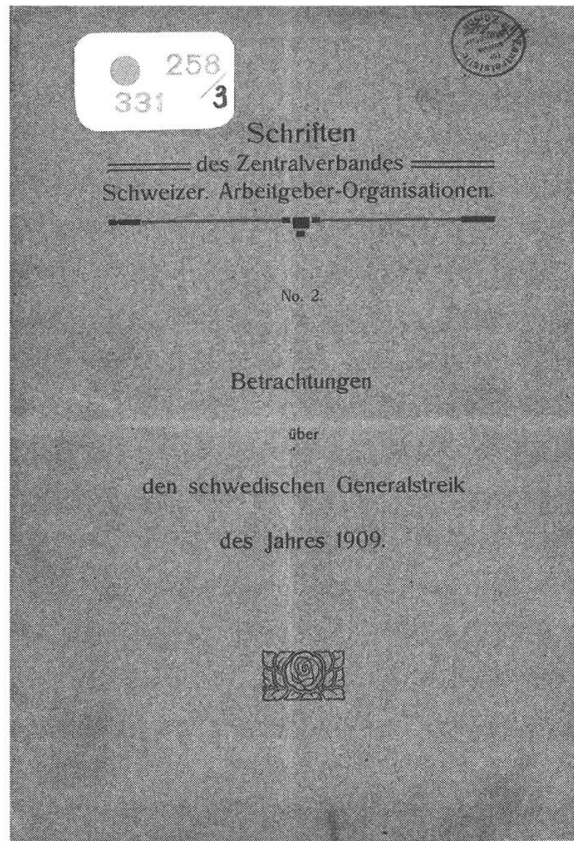 258
331 /3
Schriften
des Zentralverbandes
Schweizer. Arbeitgeber-Organisationen.
No. 2.
Betrachtungen
über
den schwedischen Generalstreik
des Jahres 1909.